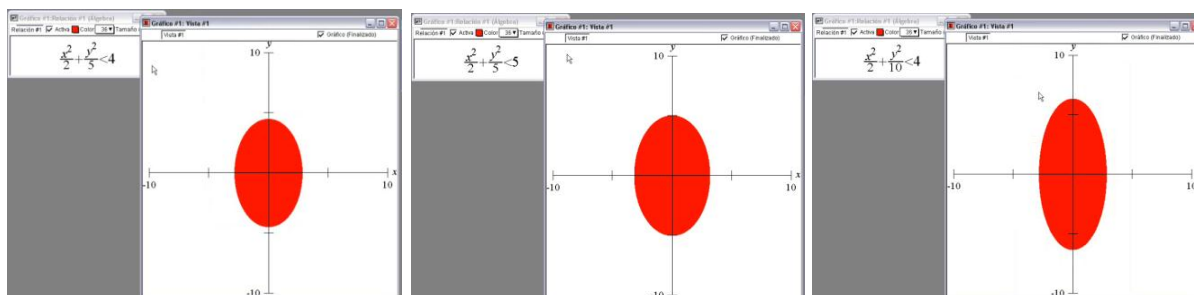 Gráfico #1:Relación #1 (Álgebra)
Relación #1 Activa Color 36 Tamaño
x²/2 + y²/5 < 4
Gráfico #1: Vista #1
Vista #1 Gráfico (Finalizado)
y
10
-10 10 x
-10
Gráfico #1:Relación #1 (Álgebra)
Relación #1 Activa Color 36 Tamaño
x²/2 + y²/5 < 5
Gráfico #1: Vista #1
Vista #1 Gráfico (Finalizado)
y
10
-10 10 x
-10
Gráfico #1:Relación #1 (Álgebra)
Relación #1 Activa Color 36 Tamaño
x²/2 + y²/10 < 4
Gráfico #1: Vista #1
Vista #1 Gráfico (Finalizado)
y
10
-10 10
-10